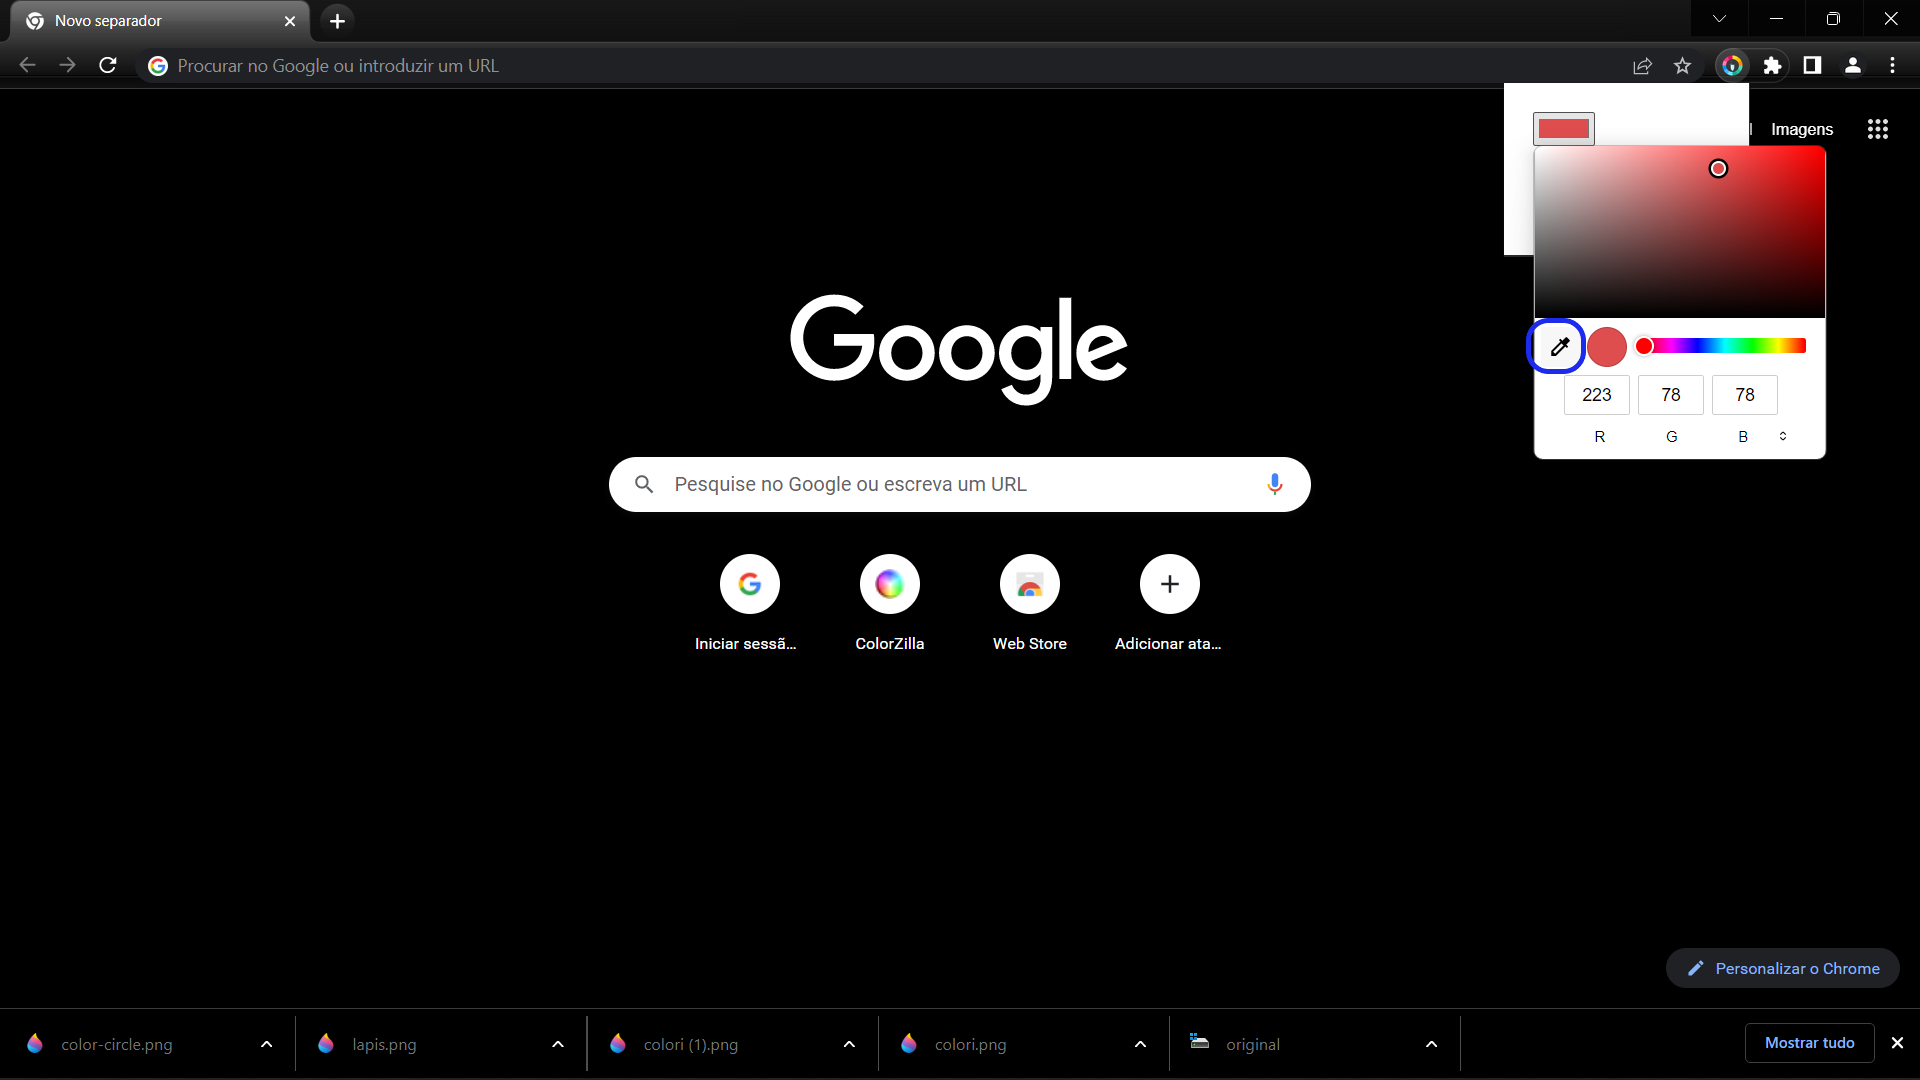 Novo separador
Procurar no Google ou introduzir um URL
Imagens
223 78 78
R G B
Google
Pesquise no Google ou escreva um URL
Iniciar sessã... ColorZilla Web Store Adicionar ata...
Personalizar o Chrome
color-circle.png lapis.png colori (1).png colori.png original Mostrar tudo